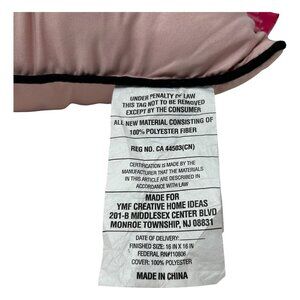 UNDER PENALTY OF LAW
THIS TAG NOT TO BE REMOVED
EXCEPT BY THE CONSUMER
ALL NEW MATERIAL CONSISTING OF
100% POLYESTER FIBER
REG NO. CA 44503(CN)
CERTIFICATION IS MADE BY THE
MANUFACTURER THAT THE MATERIALS
IN THIS ARTICLE ARE DESCRIBED IN
ACCORDANCE WITH LAW
MADE FOR
YMF CREATIVE HOME IDEAS
201-B MIDDLESEX CENTER BLVD
MONROE TOWNSHIP, NJ 08831
DATE OF DELIVERY:
FINISHED SIZE: 16 IN X 16 IN
FEDERAL RN#110806
COVER: 100% POLYESTER
MADE IN CHINA